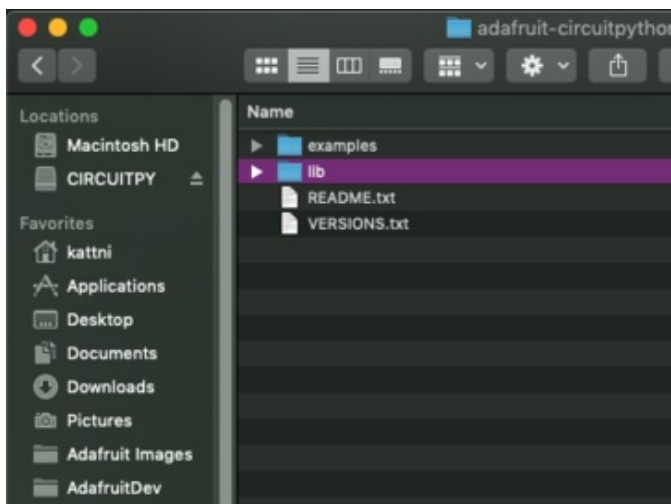 adafruit-circuitpython
Locations
Macintosh HD
CIRCUITPY
Favorites
kattni
Applications
Desktop
Documents
Downloads
Pictures
Adafruit Images
AdafruitDev
Name
examples
lib
README.txt
VERSIONS.txt